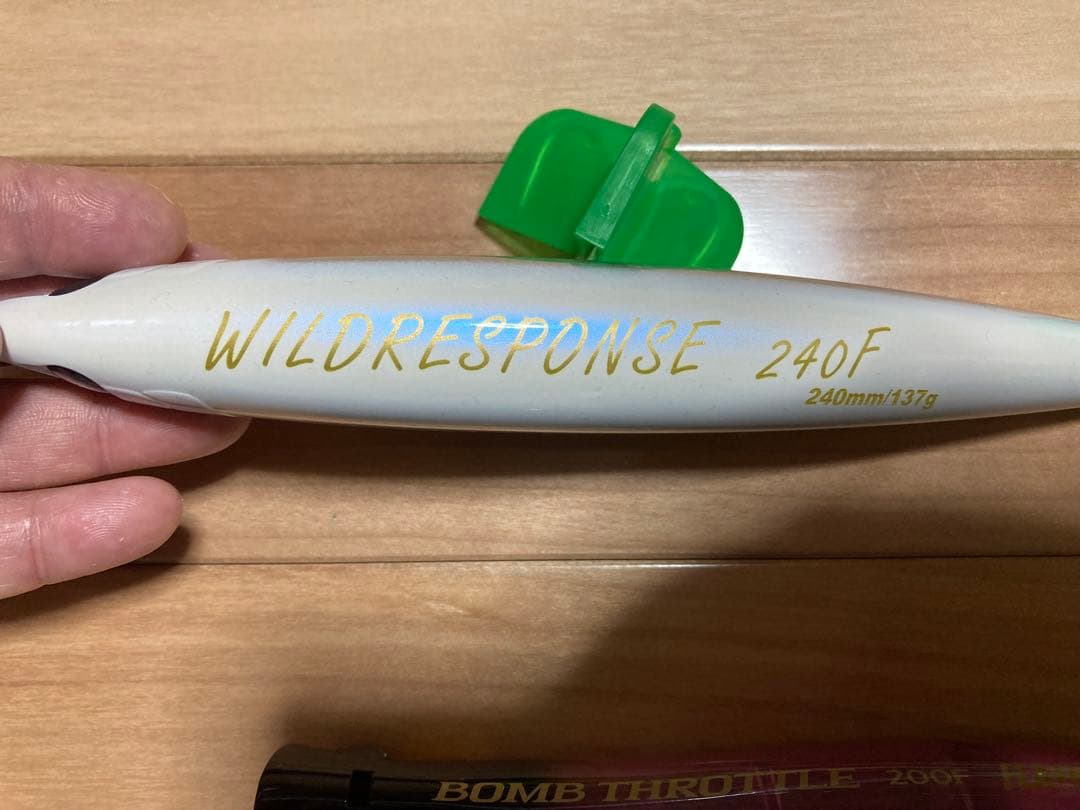 WILDRESPONSE 240F
240mm/137g
BOMB THROTTLE 200F